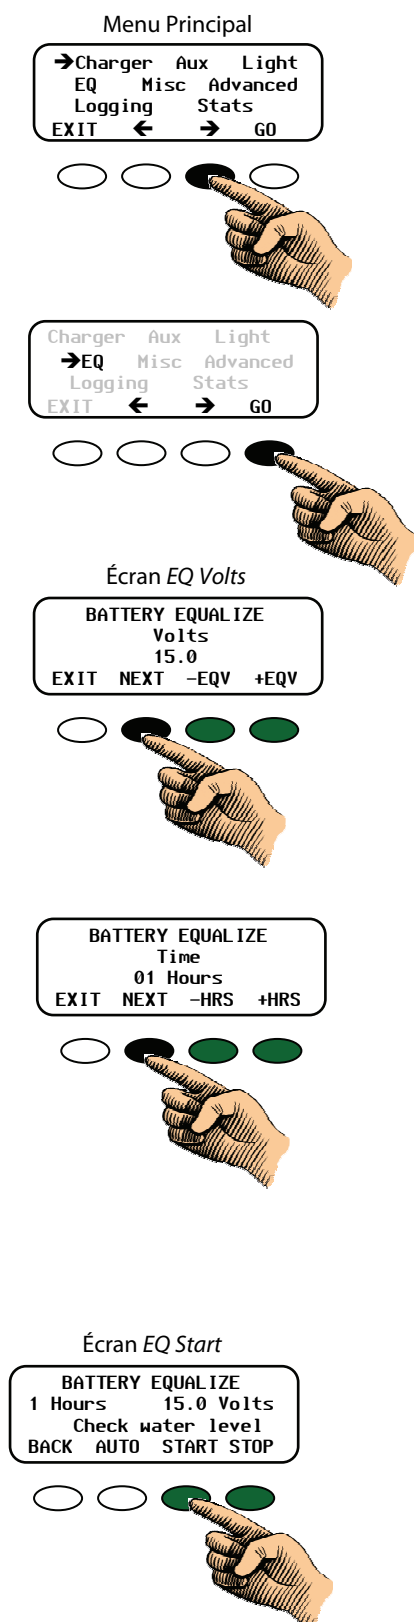 Menu Principal
➔Charger Aux Light
EQ Misc Advanced
Logging Stats
EXIT ← → GO
Charger Aux Light
➔EQ Misc Advanced
Logging Stats
EXIT ← → GO
Écran EQ Volts
BATTERY EQUALIZE
Volts
15.0
EXIT NEXT -EQV +EQV
BATTERY EQUALIZE
Time
01 Hours
EXIT NEXT -HRS +HRS
Écran EQ Start
BATTERY EQUALIZE
1 Hours 15.0 Volts
Check water level
BACK AUTO START STOP